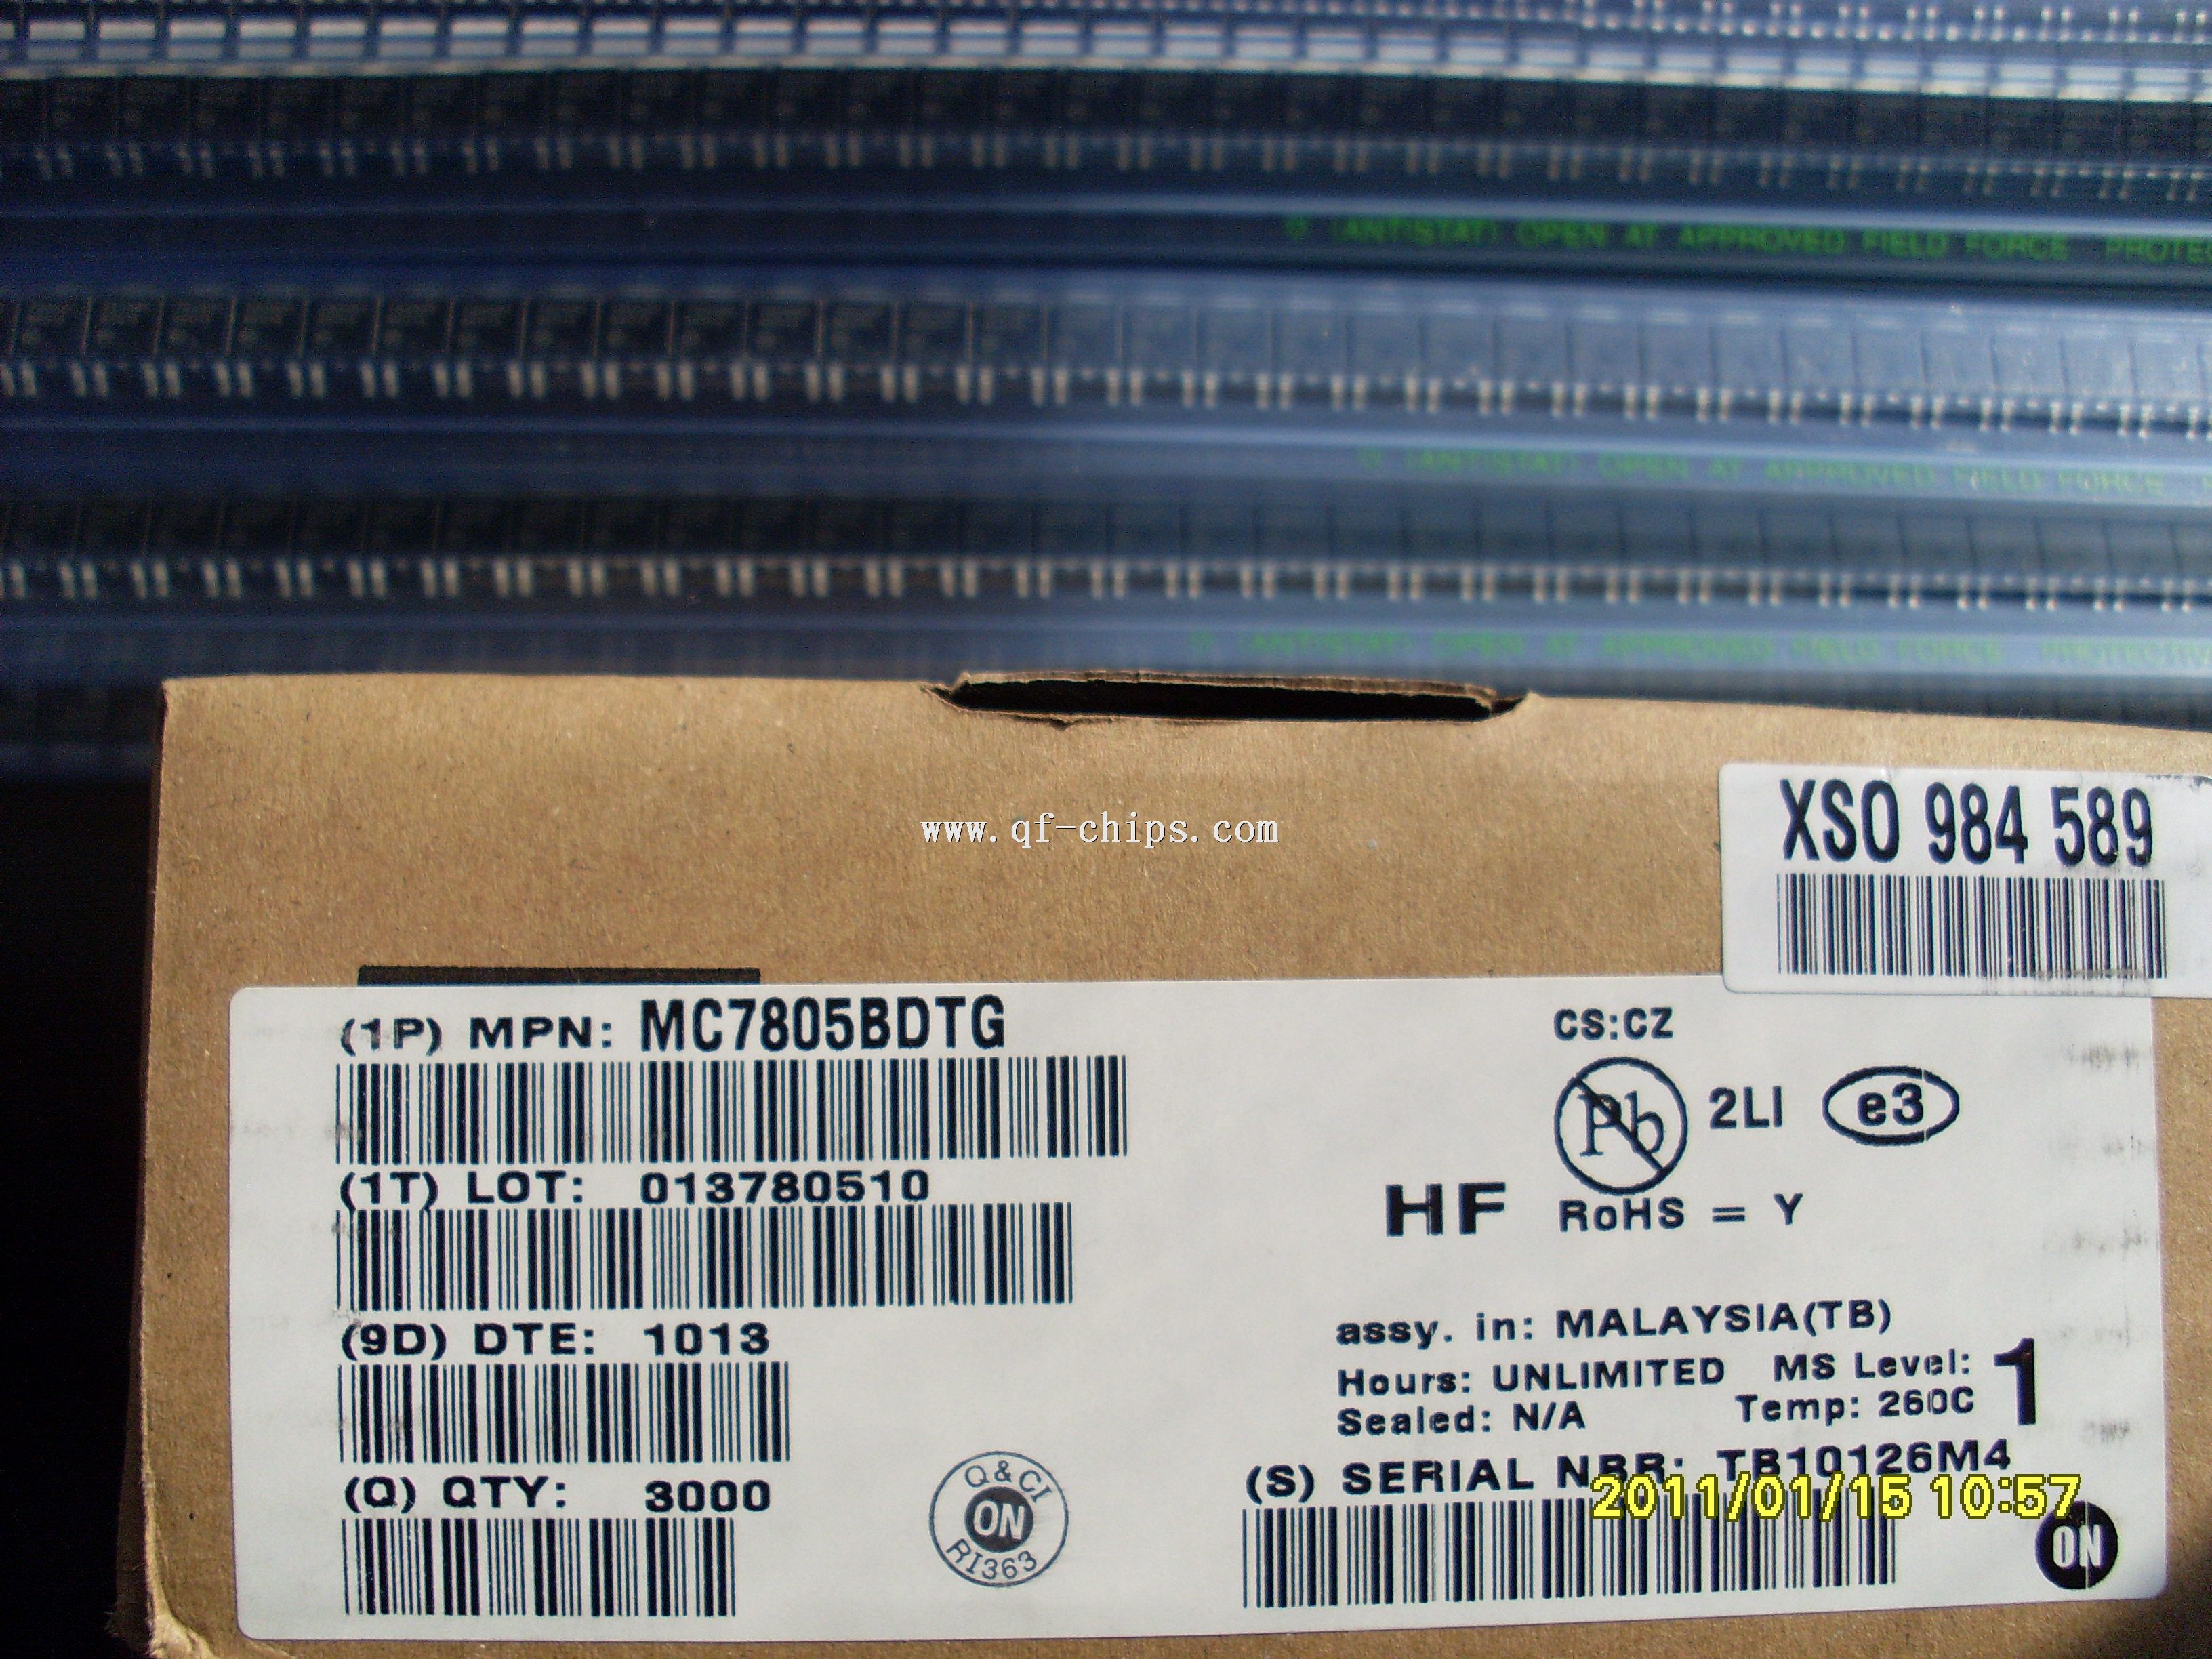 (ANTISTAT) OPEN AT APPROVED FIELD FORCE PROTEC
(ANTISTAT) OPEN AT APPROVED FIELD FORCE
(ANTISTAT) OPEN AT APPROVED FIELD FORCE PROTECTIV
www.qf-chips.com
XSO 984 589
(1P) MPN: MC7805BDTG
CS:CZ
Pb 2LI e3
(1T) LOT: 013780510
HF RoHS = Y
(9D) DTE: 1013
assy. in: MALAYSIA(TB)
Hours: UNLIMITED MS Level: 1
Sealed: N/A Temp: 260C
(Q) QTY: 3000
Q & CI
ON
RI363
(S) SERIAL NBR: TB10126M4
2011/01/15 10:57
ON